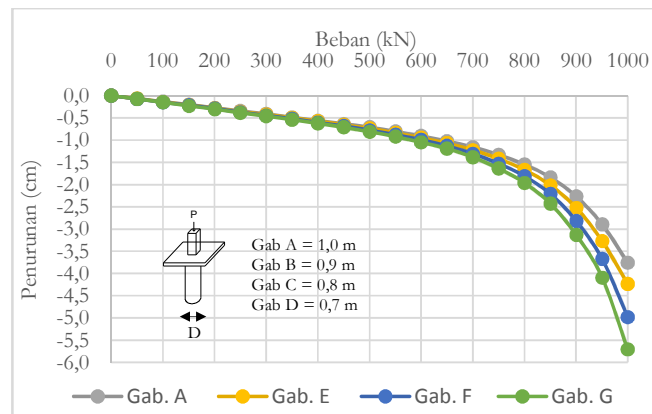 Beban (kN)
0 100 200 300 400 500 600 700 800 900 1000
Penurunan (cm)
0,0
-0,5
-1,0
-1,5
-2,0
-2,5
-3,0
-3,5
-4,0
-4,5
-5,0
-5,5
-6,0
P
D
Gab A = 1,0 m
Gab B = 0,9 m
Gab C = 0,8 m
Gab D = 0,7 m
Gab. A Gab. E Gab. F Gab. G